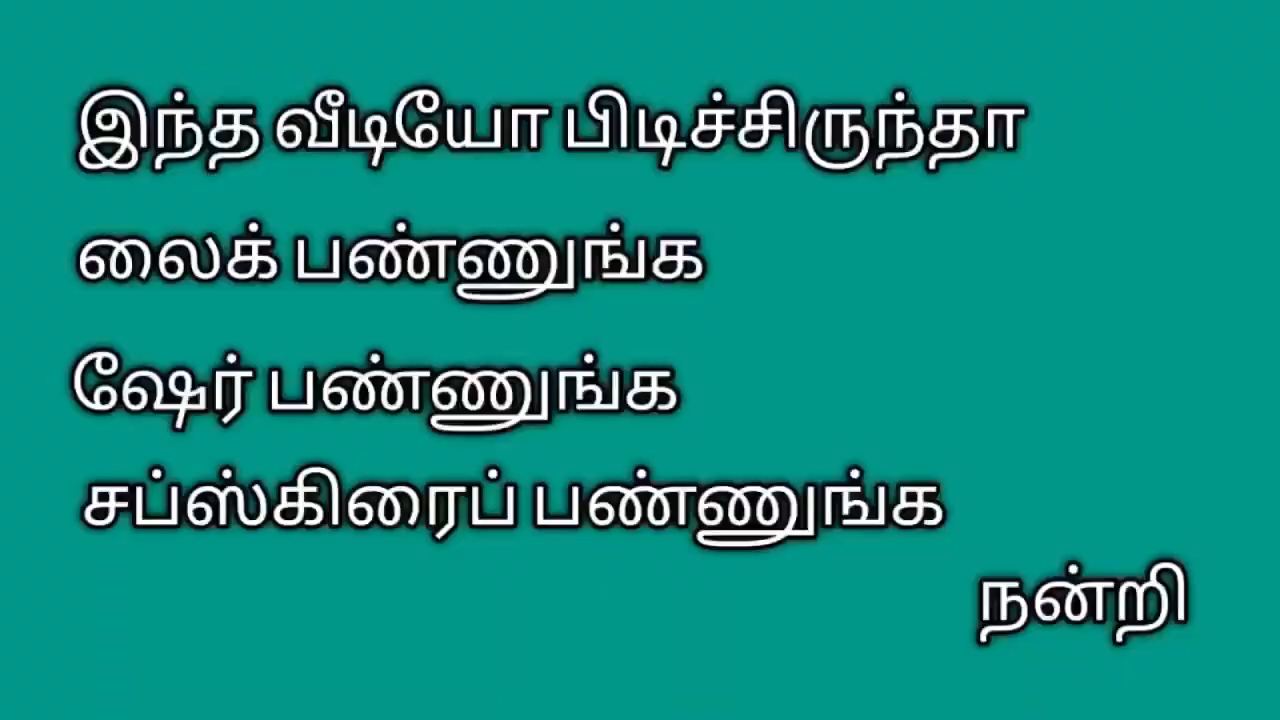 இந்த வீடியோ பிடிச்சிருந்தா
லைக் பண்ணுங்க
ஷேர் பண்ணுங்க
சப்ஸ்கிரைப் பண்ணுங்க
நன்றி